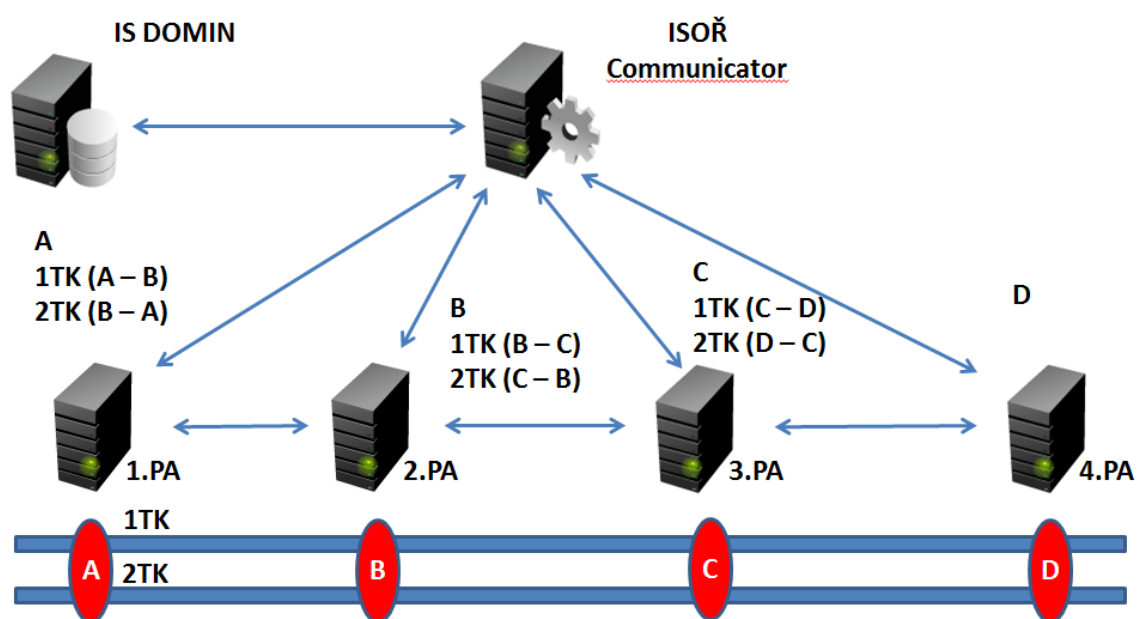 IS DOMIN
ISOŘ
Communicator
A
1TK (A – B)
2TK (B – A)
B
1TK (B – C)
2TK (C – B)
C
1TK (C – D)
2TK (D – C)
D
1.PA
2.PA
3.PA
4.PA
1TK
2TK
A
B
C
D